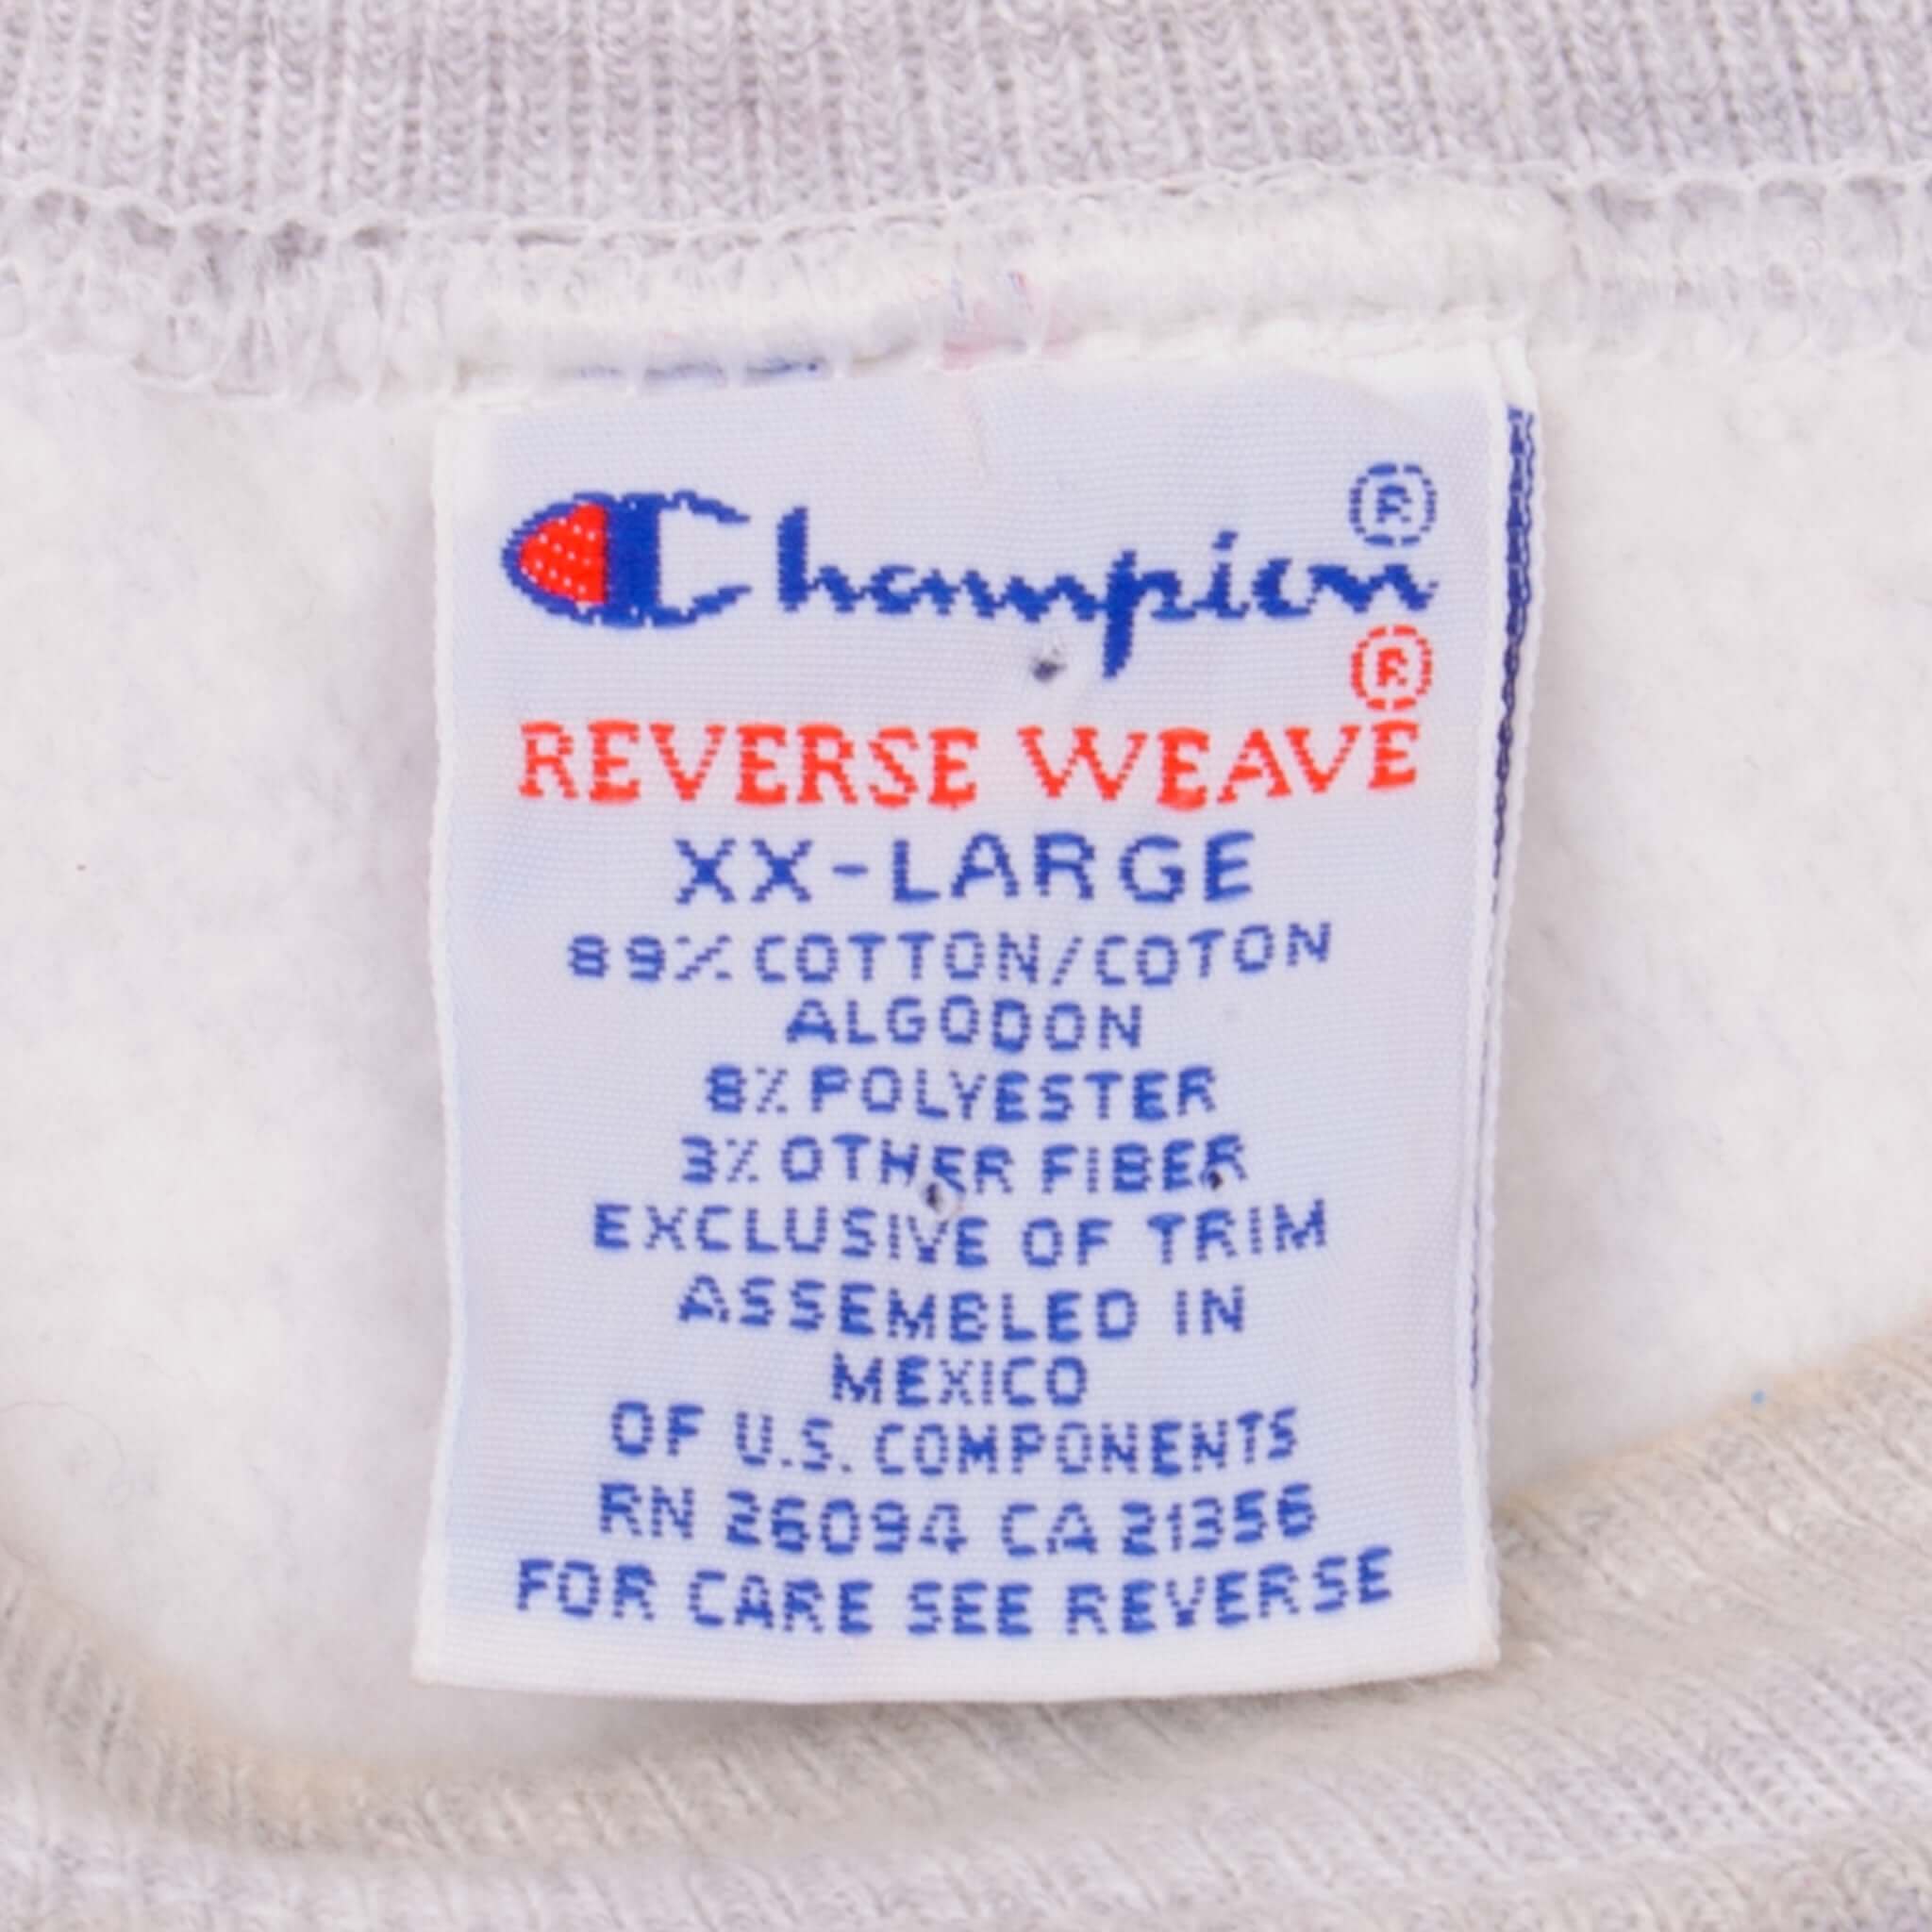 Champion®
REVERSE WEAVE®
XX-LARGE
89% COTTON/COTON
ALGODON
8% POLYESTER
3% OTHER FIBER
EXCLUSIVE OF TRIM
ASSEMBLED IN
MEXICO
OF U.S. COMPONENTS
RN 26094 CA 21356
FOR CARE SEE REVERSE